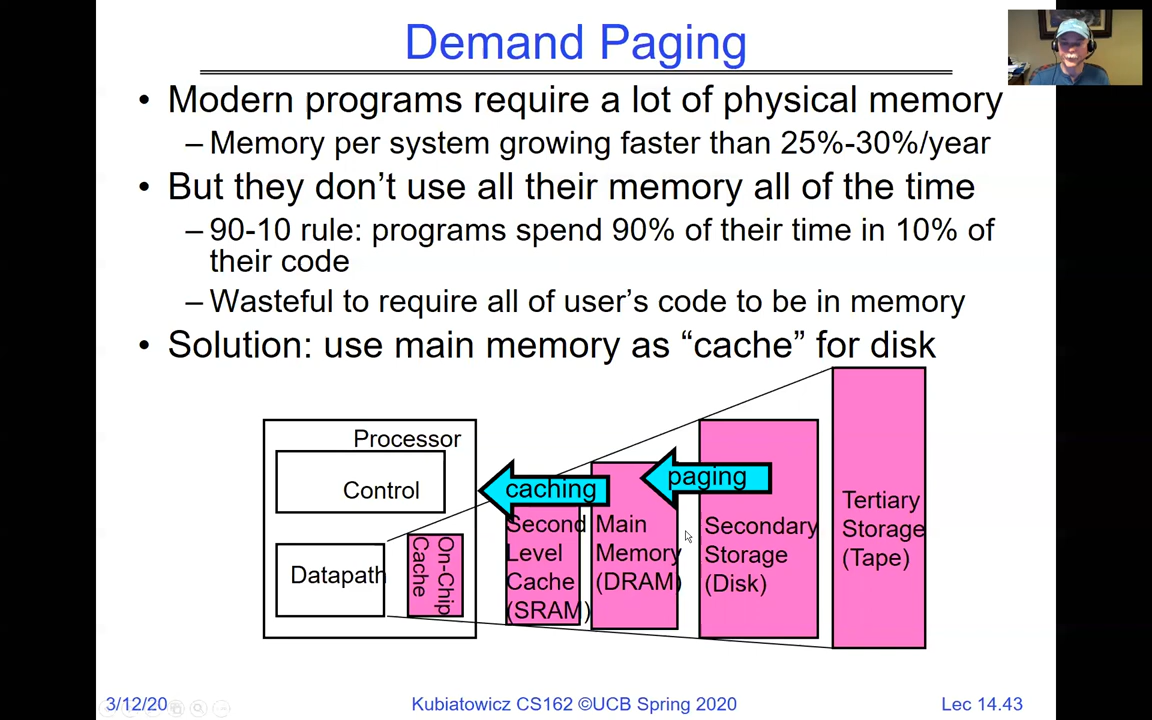 Demand Paging
• Modern programs require a lot of physical memory
– Memory per system growing faster than 25%-30%/year
• But they don’t use all their memory all of the time
– 90-10 rule: programs spend 90% of their time in 10% of
their code
– Wasteful to require all of user’s code to be in memory
• Solution: use main memory as “cache” for disk
Processor
Control
Datapath
On-Chip
Cache
caching
Second
Level
Cache
(SRAM)
Main
Memory
(DRAM)
paging
Secondary
Storage
(Disk)
Tertiary
Storage
(Tape)
3/12/20
Kubiatowicz CS162 ©UCB Spring 2020
Lec 14.43